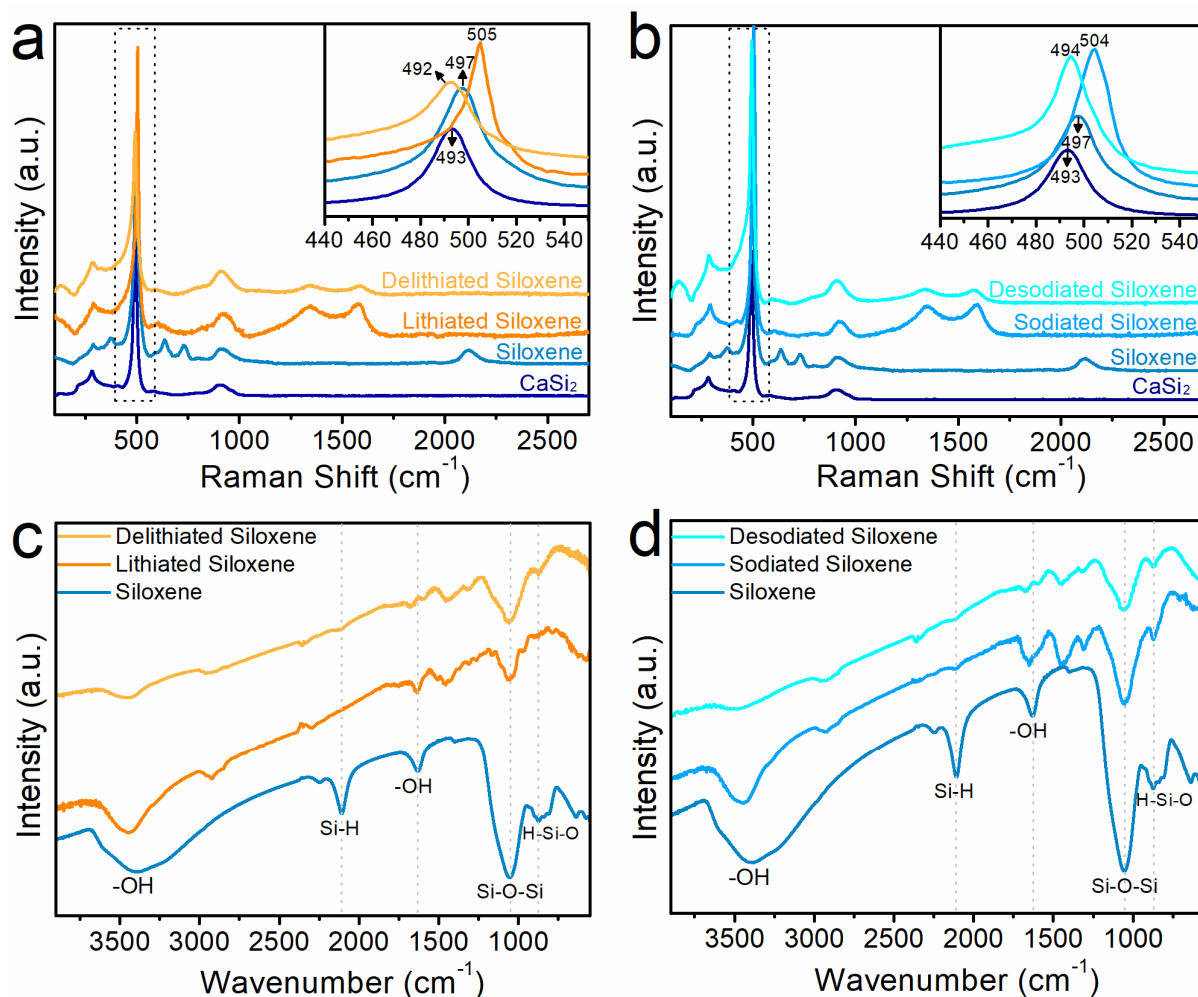 a
505
497
492
493
440 460 480 500 520 540
Delithiated Siloxene
Lithiated Siloxene
Siloxene
CaSi₂
500 1000 1500 2000 2500
Raman Shift (cm⁻¹)
Intensity (a.u.)
b
504
494
497
493
440 460 480 500 520 540
Desodiated Siloxene
Sodiated Siloxene
Siloxene
CaSi₂
500 1000 1500 2000 2500
Raman Shift (cm⁻¹)
Intensity (a.u.)
c
Delithiated Siloxene
Lithiated Siloxene
Siloxene
-OH
Si-H
-OH
Si-O-Si
H-Si-O
3500 3000 2500 2000 1500 1000
Wavenumber (cm⁻¹)
Intensity (a.u.)
d
Desodiated Siloxene
Sodiated Siloxene
Siloxene
-OH
Si-H
-OH
Si-O-Si
H-Si-O
3500 3000 2500 2000 1500 1000
Wavenumber (cm⁻¹)
Intensity (a.u.)